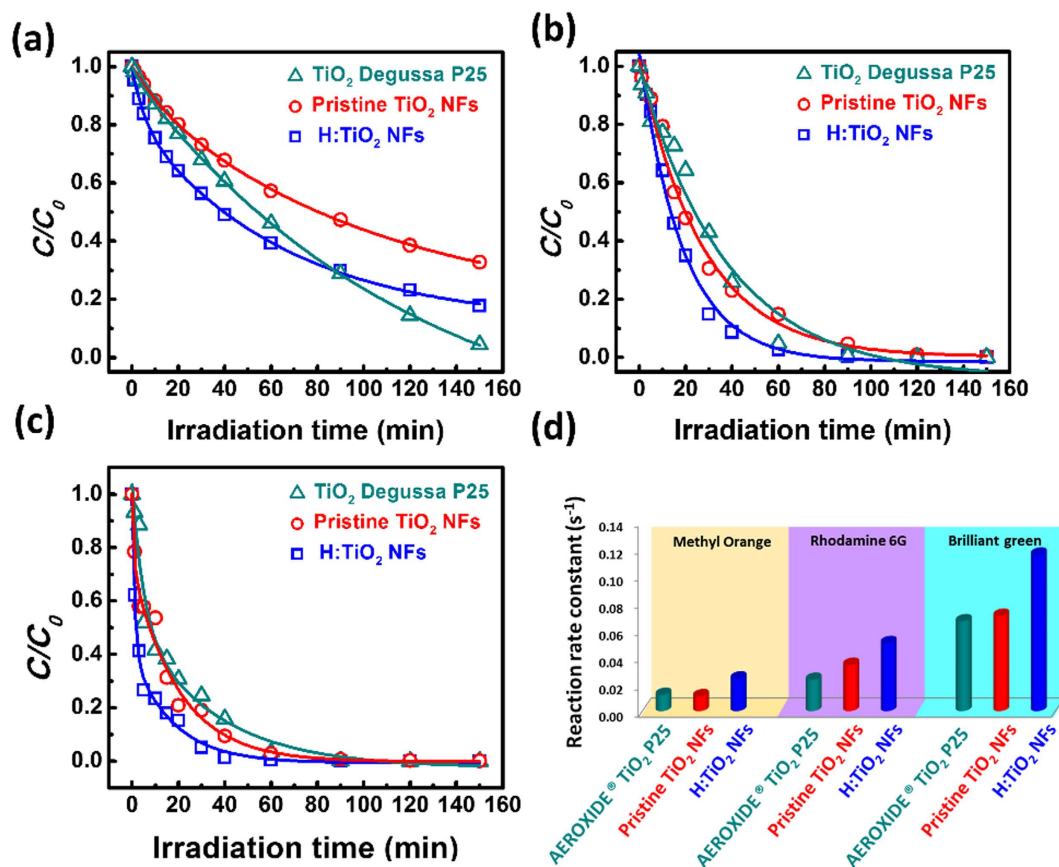 (a)
TiO2 Degussa P25
Pristine TiO2 NFs
H:TiO2 NFs
C/C0
1.0
0.8
0.6
0.4
0.2
0.0
0 20 40 60 80 100 120 140 160
Irradiation time (min)
(b)
TiO2 Degussa P25
Pristine TiO2 NFs
H:TiO2 NFs
C/C0
1.0
0.8
0.6
0.4
0.2
0.0
0 20 40 60 80 100 120 140 160
Irradiation time (min)
(c)
TiO2 Degussa P25
Pristine TiO2 NFs
H:TiO2 NFs
C/C0
1.0
0.8
0.6
0.4
0.2
0.0
0 20 40 60 80 100 120 140 160
Irradiation time (min)
(d)
Reaction rate constant (s-1)
0.14
0.12
0.10
0.08
0.06
0.04
0.02
0.00
Methyl Orange
Rhodamine 6G
Brilliant green
AEROXIDE® TiO2 P25
Pristine TiO2 NFs
H:TiO2 NFs
AEROXIDE® TiO2 P25
Pristine TiO2 NFs
H:TiO2 NFs
AEROXIDE® TiO2 P25
Pristine TiO2 NFs
H:TiO2 NFs